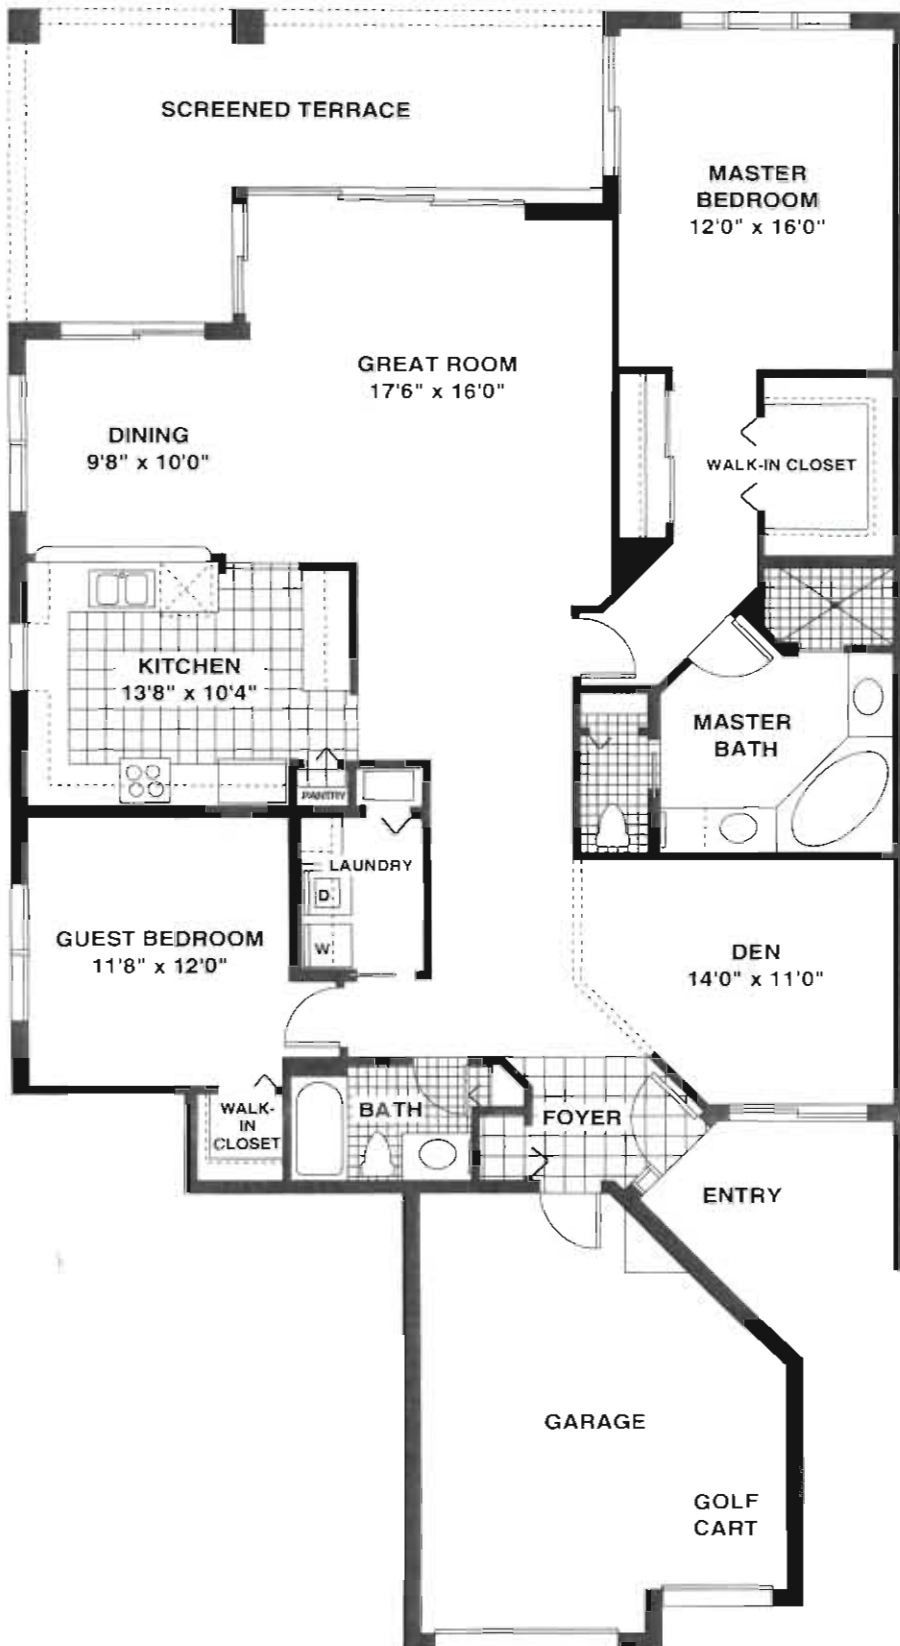 SCREENED TERRACE
MASTER
BEDROOM
12'0" x 16'0"
GREAT ROOM
17'6" x 16'0"
DINING
9'8" x 10'0"
WALK-IN CLOSET
KITCHEN
13'8" x 10'4"
MASTER
BATH
PANTRY
LAUNDRY
D
W
GUEST BEDROOM
11'8" x 12'0"
DEN
14'0" x 11'0"
WALK-
IN
CLOSET
BATH
FOYER
ENTRY
GARAGE
GOLF
CART